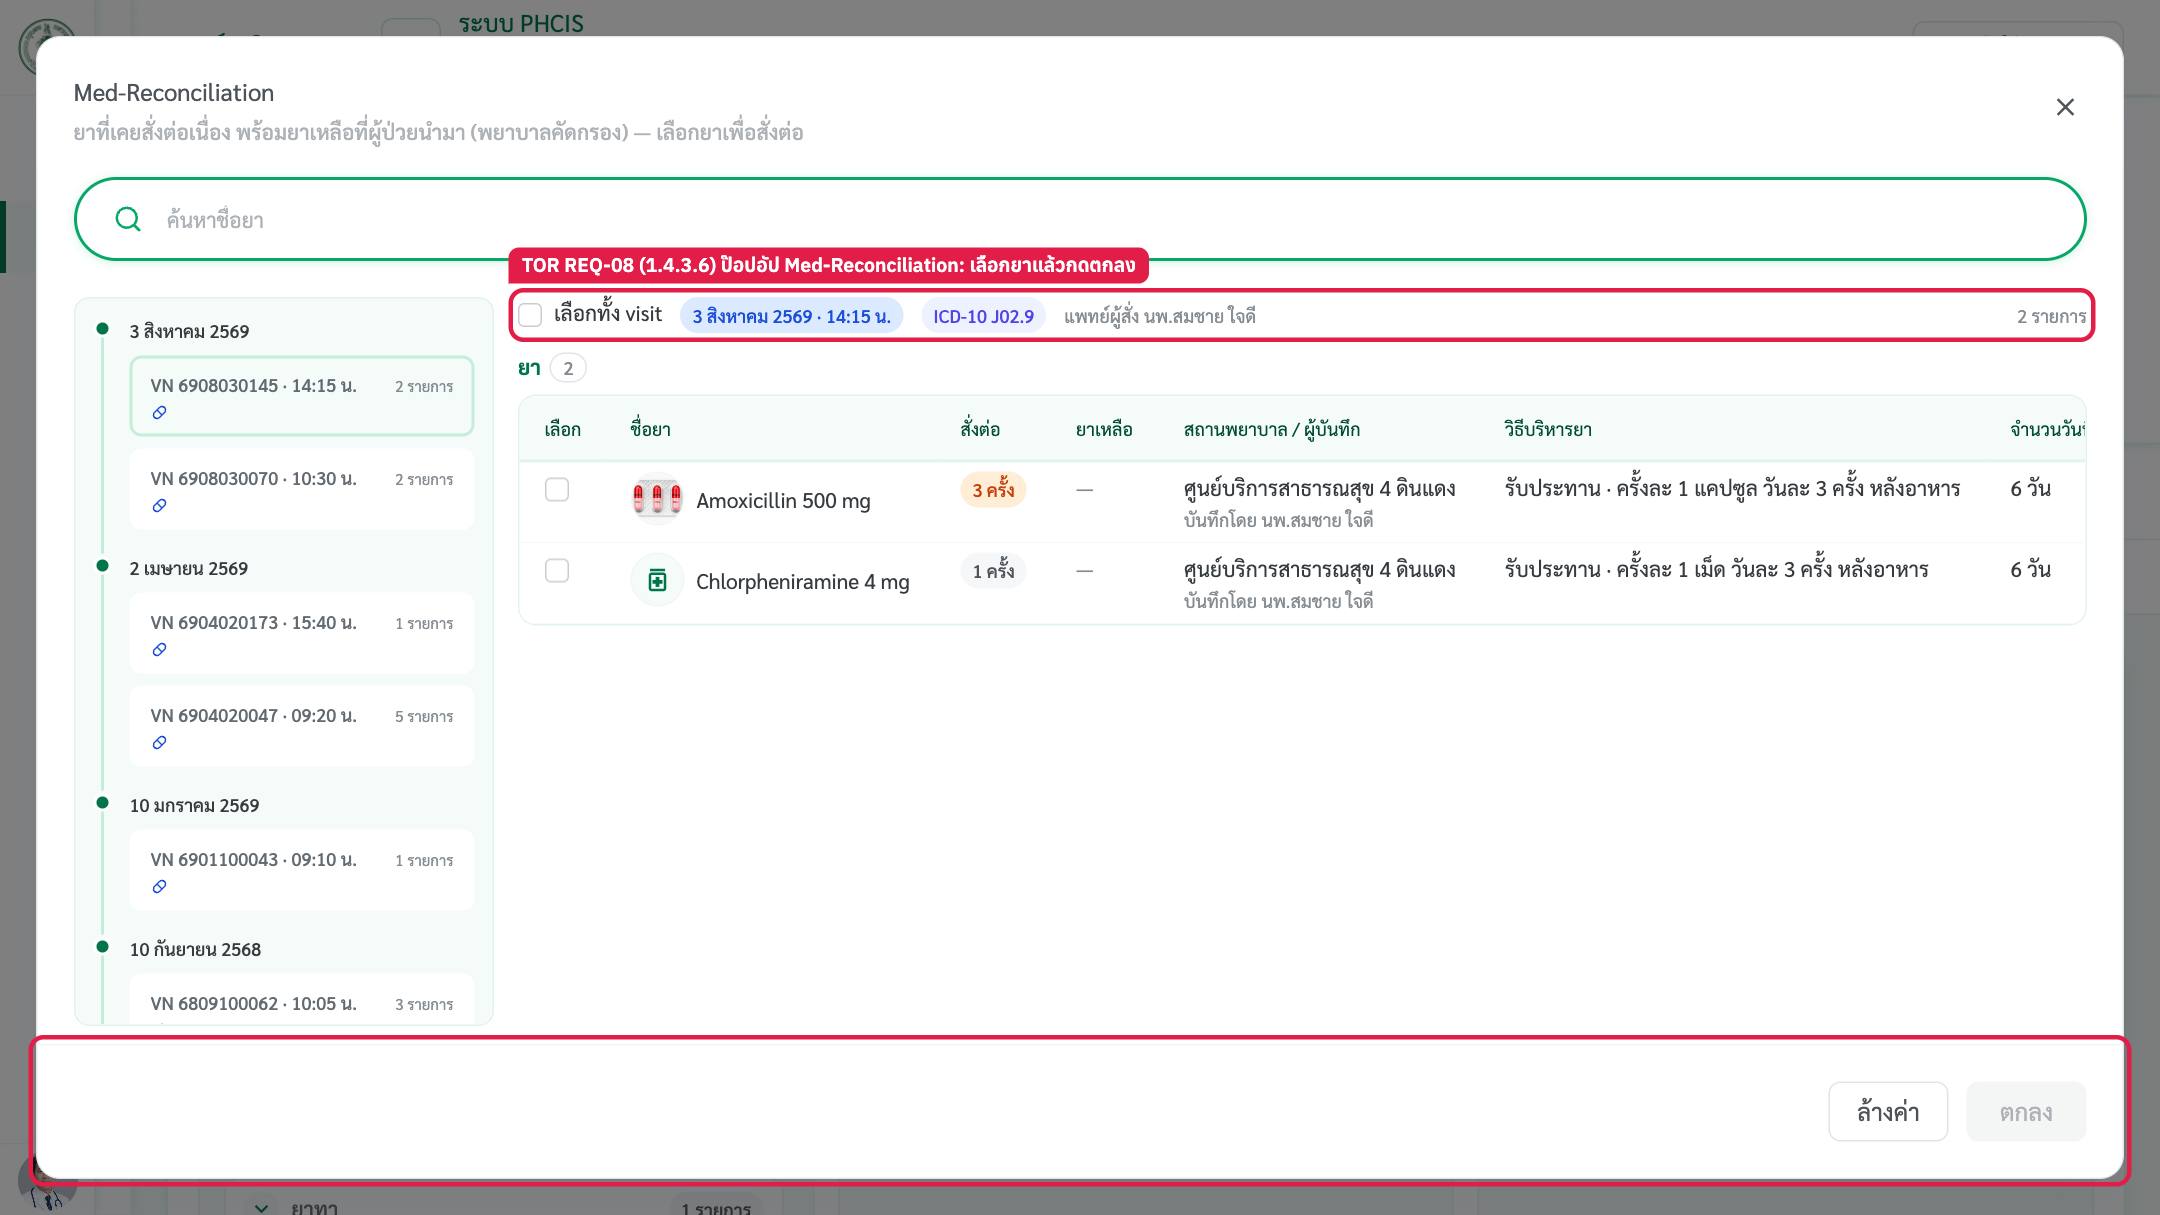 ระบบ PHCIS
Med-Reconciliation
ยาที่เคยสั่งต่อเนื่อง พร้อมยาเหลือที่ผู้ป่วยนำมา (พยาบาลคัดกรอง) — เลือกยาเพื่อสั่งต่อ
ค้นหาชื่อยา
TOR REQ-08 (1.4.3.6) ป๊อปอัป Med-Reconciliation: เลือกยาแล้วกดตกลง
เลือกทั้ง visit 3 สิงหาคม 2569 · 14:15 น. ICD-10 J02.9 แพทย์ผู้สั่ง นพ.สมชาย ใจดี 2 รายการ
3 สิงหาคม 2569
VN 6908030145 · 14:15 น. 2 รายการ
VN 6908030070 · 10:30 น. 2 รายการ
2 เมษายน 2569
VN 6904020173 · 15:40 น. 1 รายการ
VN 6904020047 · 09:20 น. 5 รายการ
10 มกราคม 2569
VN 6901100043 · 09:10 น. 1 รายการ
10 กันยายน 2568
VN 6809100062 · 10:05 น. 3 รายการ
ยา 2
เลือก ชื่อยา สั่งต่อ ยาเหลือ สถานพยาบาล / ผู้บันทึก วิธีบริหารยา จำนวนวัน
Amoxicillin 500 mg 3 ครั้ง — ศูนย์บริการสาธารณสุข 4 ดินแดง รับประทาน · ครั้งละ 1 แคปซูล วันละ 3 ครั้ง หลังอาหาร 6 วัน
บันทึกโดย นพ.สมชาย ใจดี
Chlorpheniramine 4 mg 1 ครั้ง — ศูนย์บริการสาธารณสุข 4 ดินแดง รับประทาน · ครั้งละ 1 เม็ด วันละ 3 ครั้ง หลังอาหาร 6 วัน
บันทึกโดย นพ.สมชาย ใจดี
ล้างค่า ตกลง
ยาทา 1 รายการ